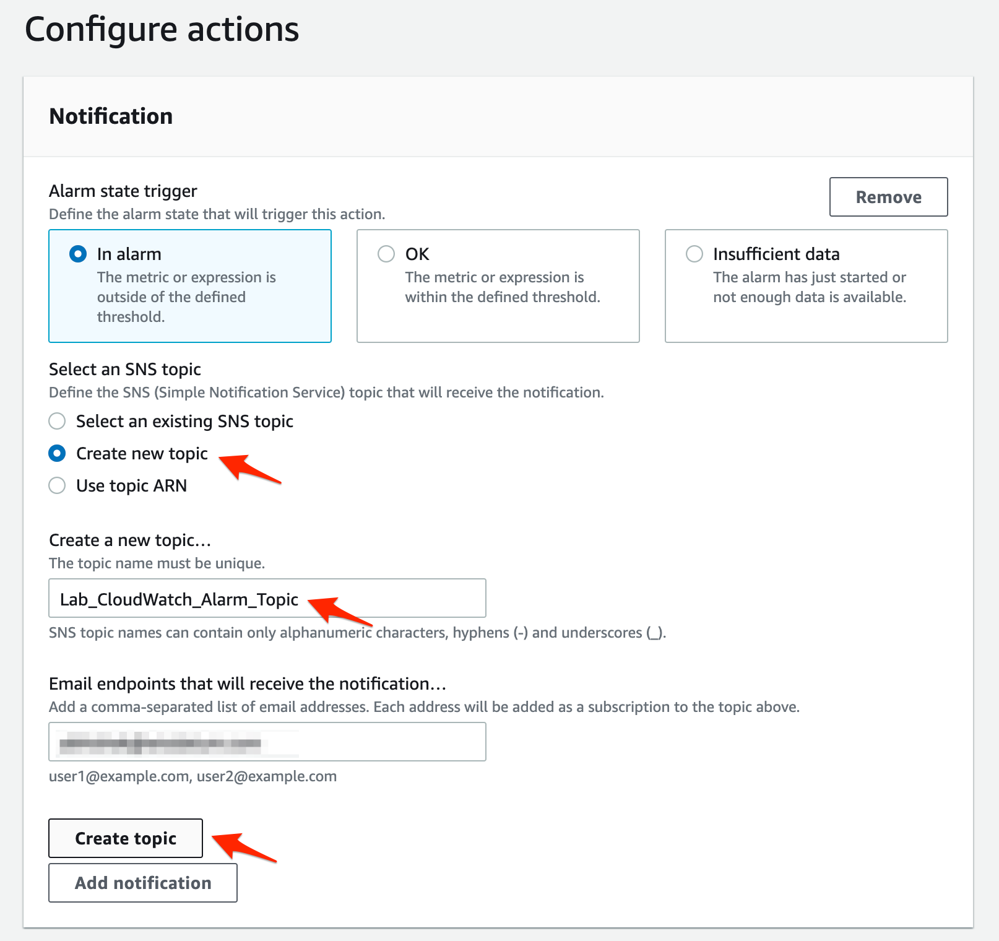 Configure actions
Notification
Alarm state trigger
Remove
Define the alarm state that will trigger this action.
In alarm
The metric or expression is
outside of the defined
threshold.
OK
The metric or expression is
within the defined threshold.
Insufficient data
The alarm has just started or
not enough data is available.
Select an SNS topic
Define the SNS (Simple Notification Service) topic that will receive the notification.
Select an existing SNS topic
Create new topic
Use topic ARN
Create a new topic…
The topic name must be unique.
Lab_CloudWatch_Alarm_Topic
SNS topic names can contain only alphanumeric characters, hyphens (-) and underscores (_).
Email endpoints that will receive the notification…
Add a comma-separated list of email addresses. Each address will be added as a subscription to the topic above.
user1@example.com, user2@example.com
Create topic
Add notification